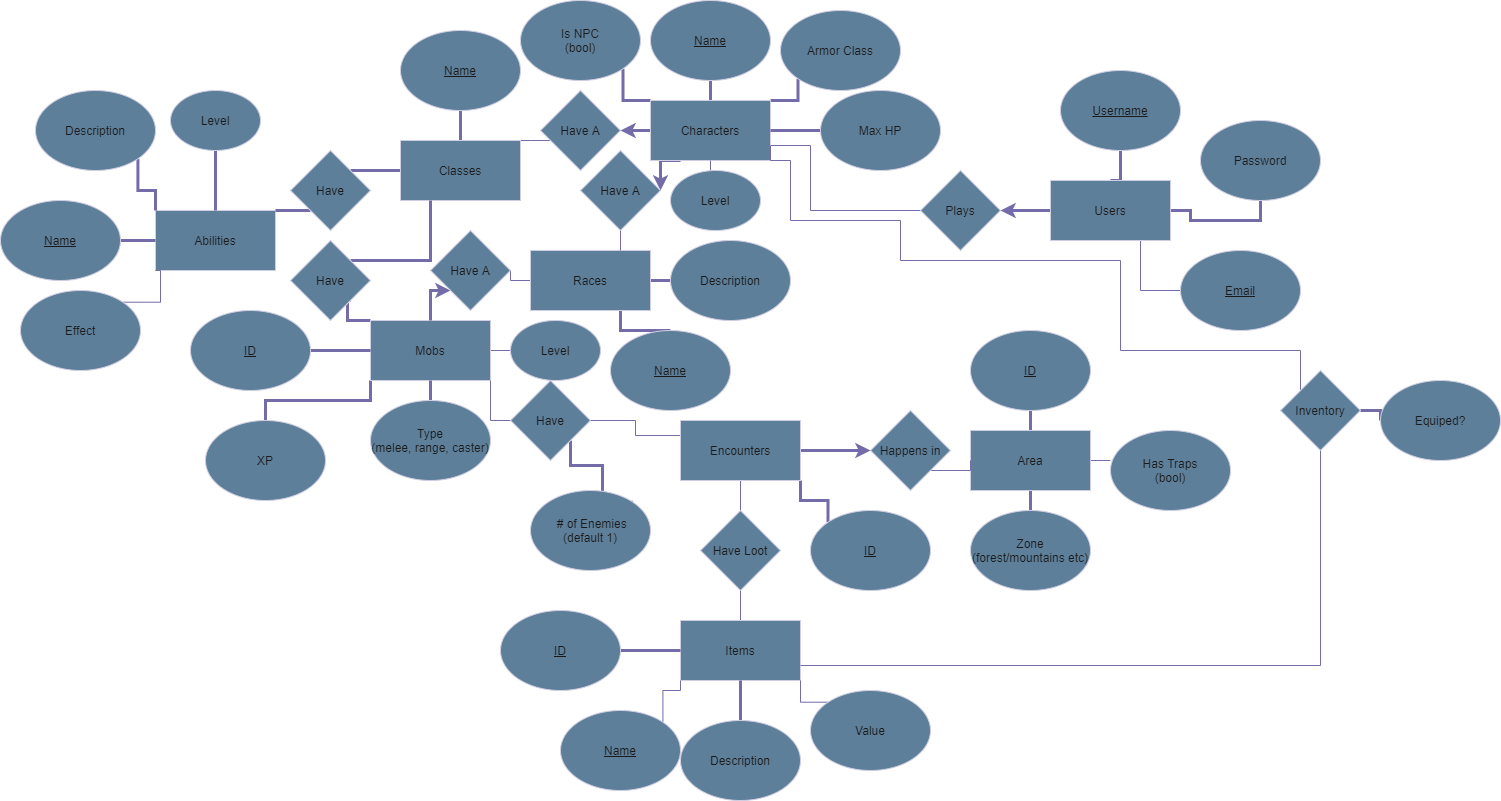 Is NPC
(bool)
Name
Armor Class
Name
Description
Level
Have A
Characters
Max HP
Username
Password
Classes
Have
Have A
Level
Plays
Users
Name
Abilities
Have
Have A
Races
Description
Email
Effect
ID
Mobs
Level
Name
ID
Inventory
Equiped?
XP
Type
(melee, range, caster)
Have
Encounters
Happens in
Area
Has Traps
(bool)
# of Enemies
(default 1)
Have Loot
ID
Zone
(forest/mountains etc)
ID
Items
Name
Description
Value